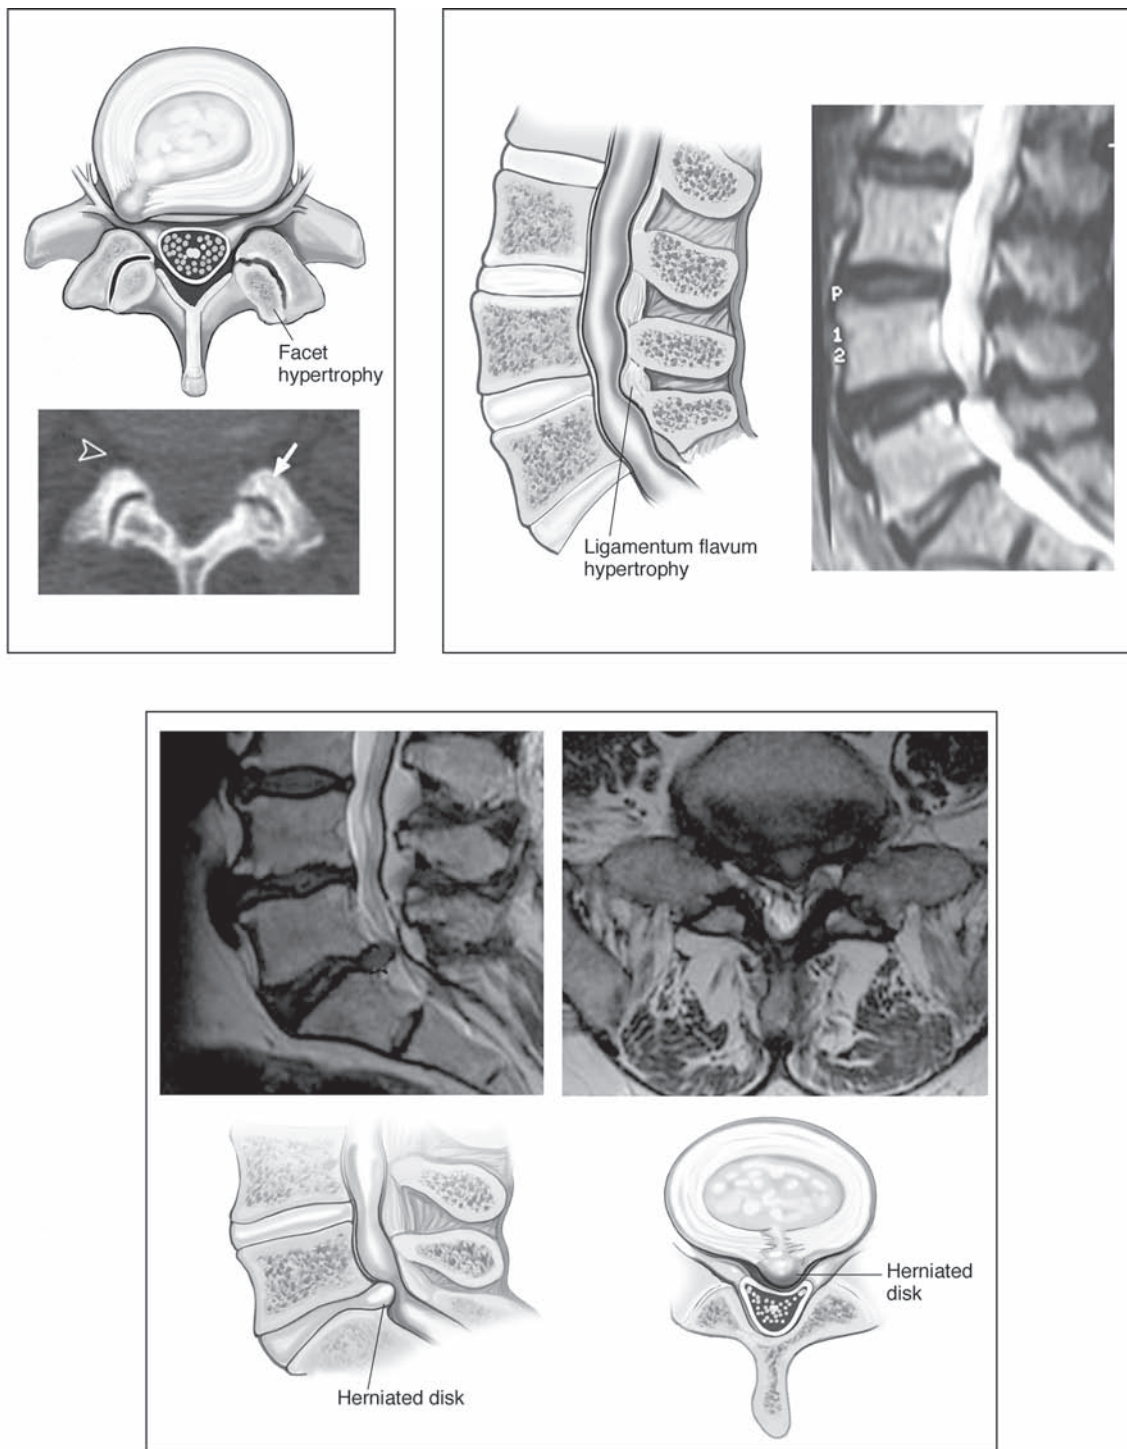 Facet
hypertrophy
P
1
2
Ligamentum flavum
hypertrophy
Herniated
disk
Herniated disk